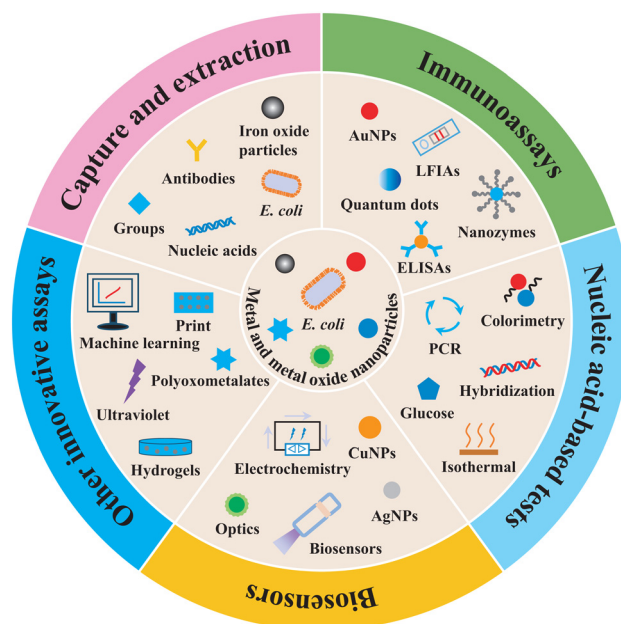 Capture and extraction
Iron oxide
particles
Antibodies
E. coli
Groups
Nucleic acids
Immunoassays
AuNPs
LFIAs
Quantum dots
Nanozymes
ELISAs
Nucleic acid-based tests
Colorimetry
PCR
Hybridization
Glucose
Isothermal
Biosensors
Electrochemistry
CuNPs
Optics
AgNPs
Biosensors
Other innovative assays
Machine learning
Print
Polyoxometalates
Ultraviolet
Hydrogels
E. coli
Metal and metal oxide nanoparticles